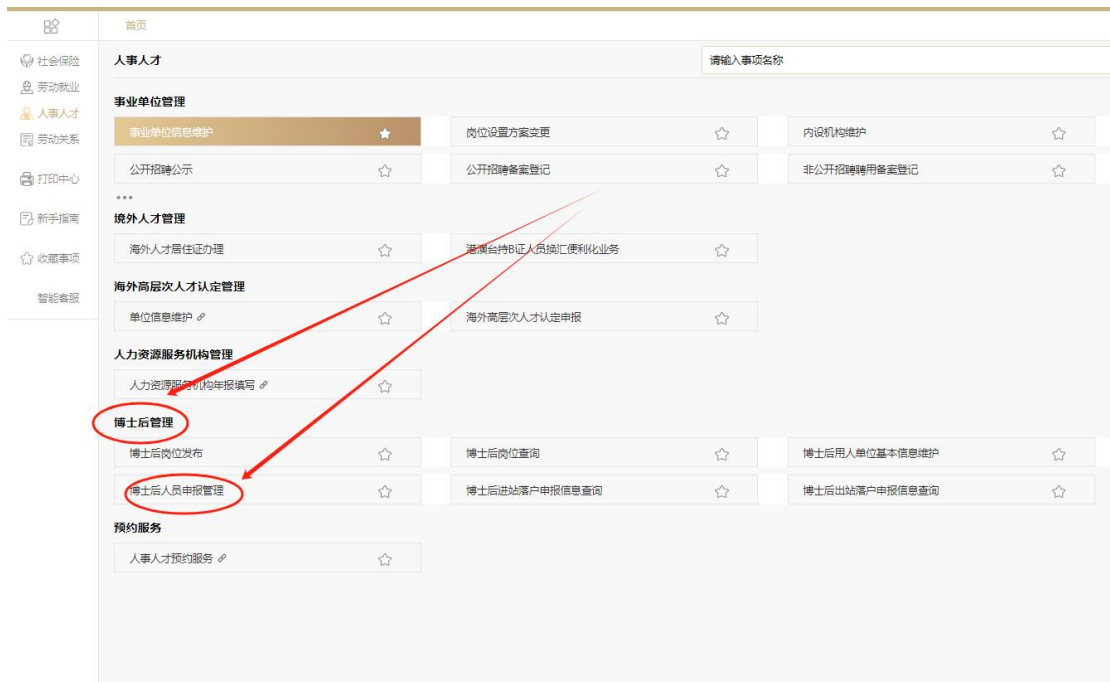 首页
社会保险
劳动就业
人事人才
劳动关系
打印中心
新手指南
收藏事项
智能客服
人事人才
请输入事项名称
事业单位管理
事业单位信息维护
岗位设置方案变更
内设机构维护
公开招聘公示
公开招聘备案登记
非公开招聘聘用备案登记
境外人才管理
海外人才居住证办理
港澳台持B证人员换汇便利化业务
海外高层次人才认定管理
单位信息维护
海外高层次人才认定申报
人力资源服务机构管理
人力资源服务机构年报填写
博士后管理
博士后岗位发布
博士后岗位查询
博士后用人单位基本信息维护
博士后人员申报管理
博士后进站落户申报信息查询
博士后出站落户申报信息查询
预约服务
人事人才预约服务